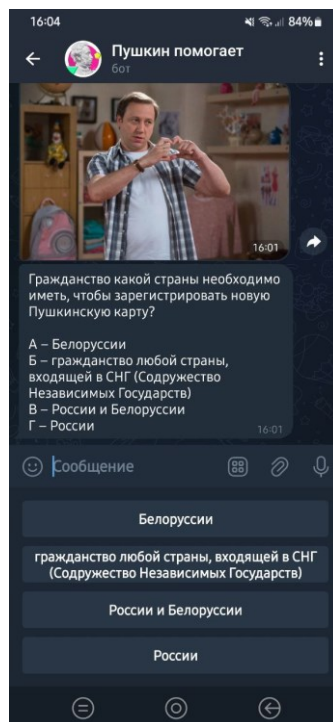 16:04
84%
Пушкин помогает
бот
16:01
Гражданство какой страны необходимо
иметь, чтобы зарегистрировать новую
Пушкинскую карту?
А – Белоруссии
Б – гражданство любой страны,
входящей в СНГ (Содружество
Независимых Государств)
В – России и Белоруссии
Г – России
16:01
Сообщение
Белоруссии
гражданство любой страны, входящей в СНГ
(Содружество Независимых Государств)
России и Белоруссии
России